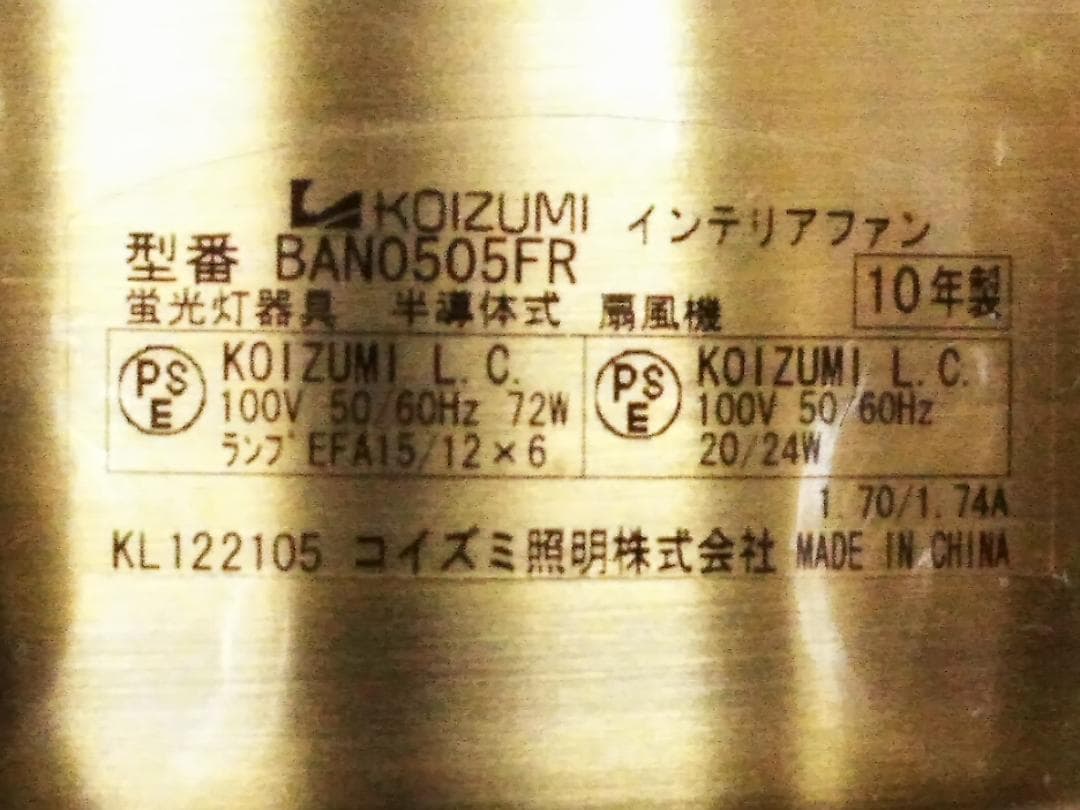 KOIZUMI インテリアファン
型番 BAN0505FR
10年製
蛍光灯器具 半導体式 扇風機
PSE KOIZUMI L.C.
100V 50/60Hz 72W
ランプ EFA15/12×6
PSE KOIZUMI L.C.
100V 50/60Hz
20/24W
1.70/1.74A
KL122105 コイズミ照明株式会社 MADE IN CHINA